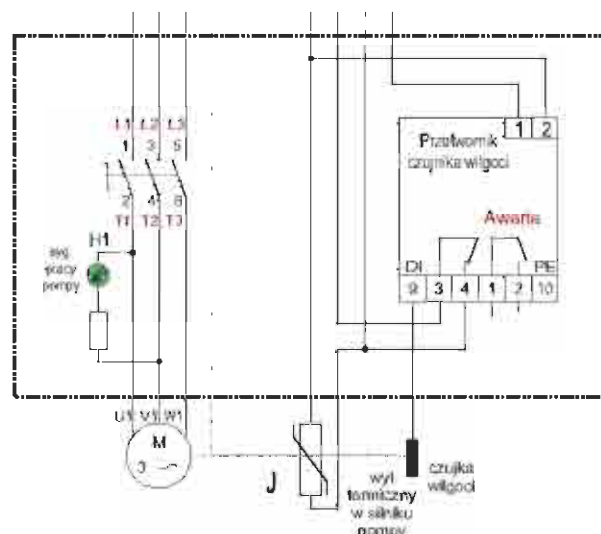 L1 L2 L3
1 3 5
2 4 6
T1 T2 T3
H1
syg.
pracy
pompy
1 2
Przetwornik
czujnika wilgoci
Awaria
DI PE
9 3 4 1 2 10
U1 V1 W1
M
3 ~
J
wył
termiczny
w silniku
pompy
czujka
wilgoci